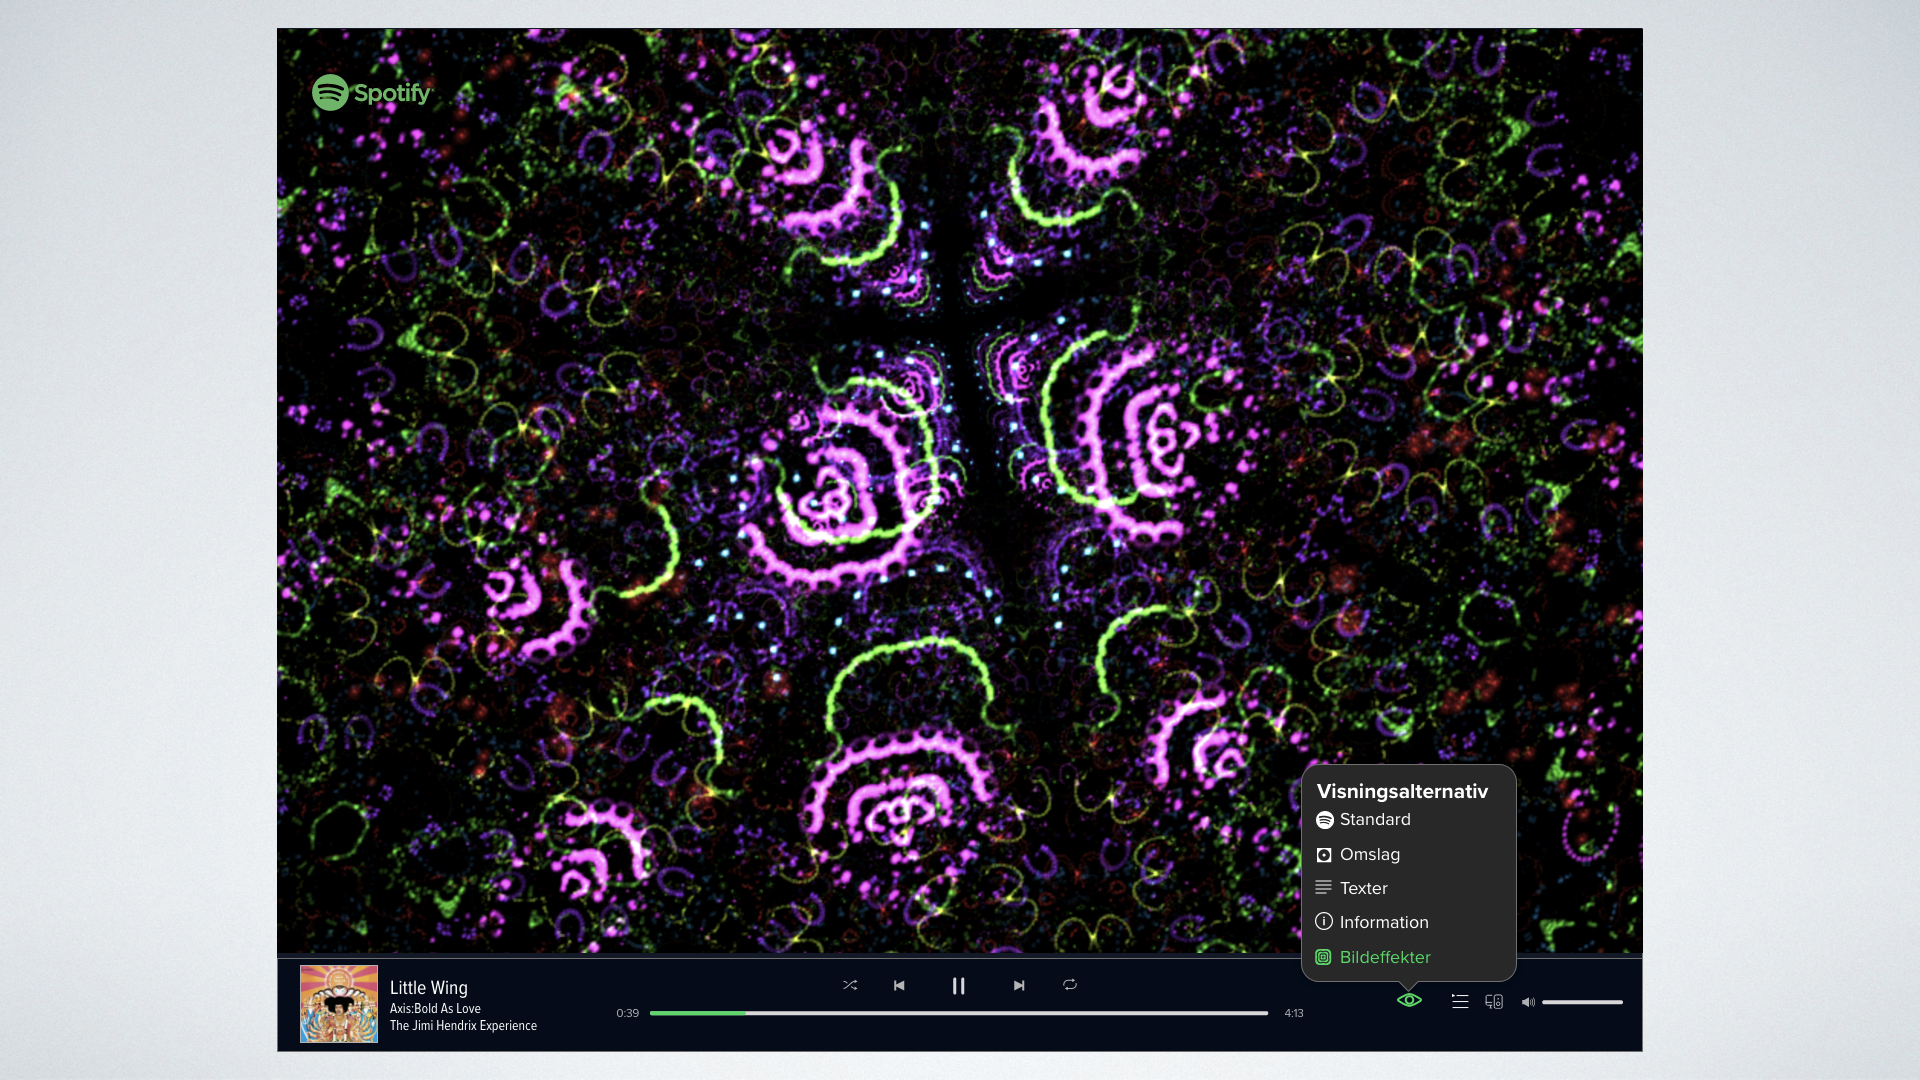 Spotify
Visningsalternativ
Standard
Omslag
Texter
Information
Bildeffekter
Little Wing
Axis:Bold As Love
The Jimi Hendrix Experience
0:39
4:13